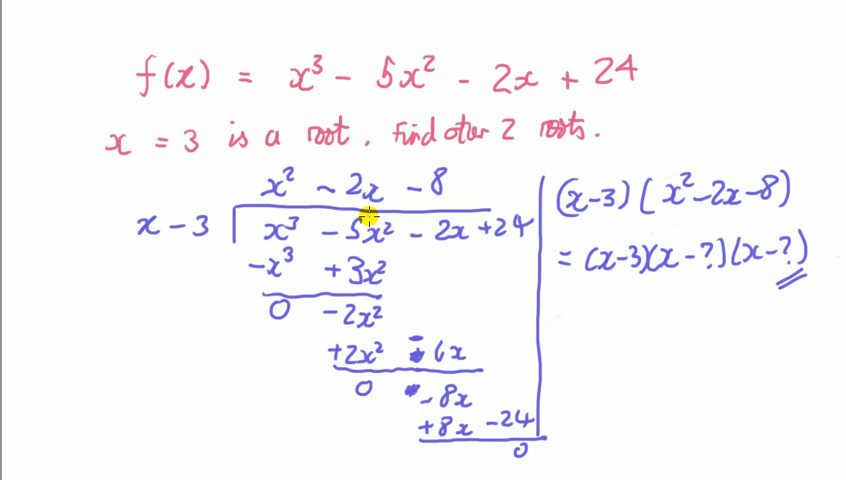 f(x) = x³ - 5x² - 2x + 24
x = 3 is a root. Find other 2 roots.
x² - 2x - 8
x - 3 x³ - 5x² - 2x + 24
-x³ + 3x²
0 - 2x²
+2x² - 6x
0 - 8x
+8x - 24
0
(x-3)(x²-2x-8)
= (x-3)(x-?)(x-?)